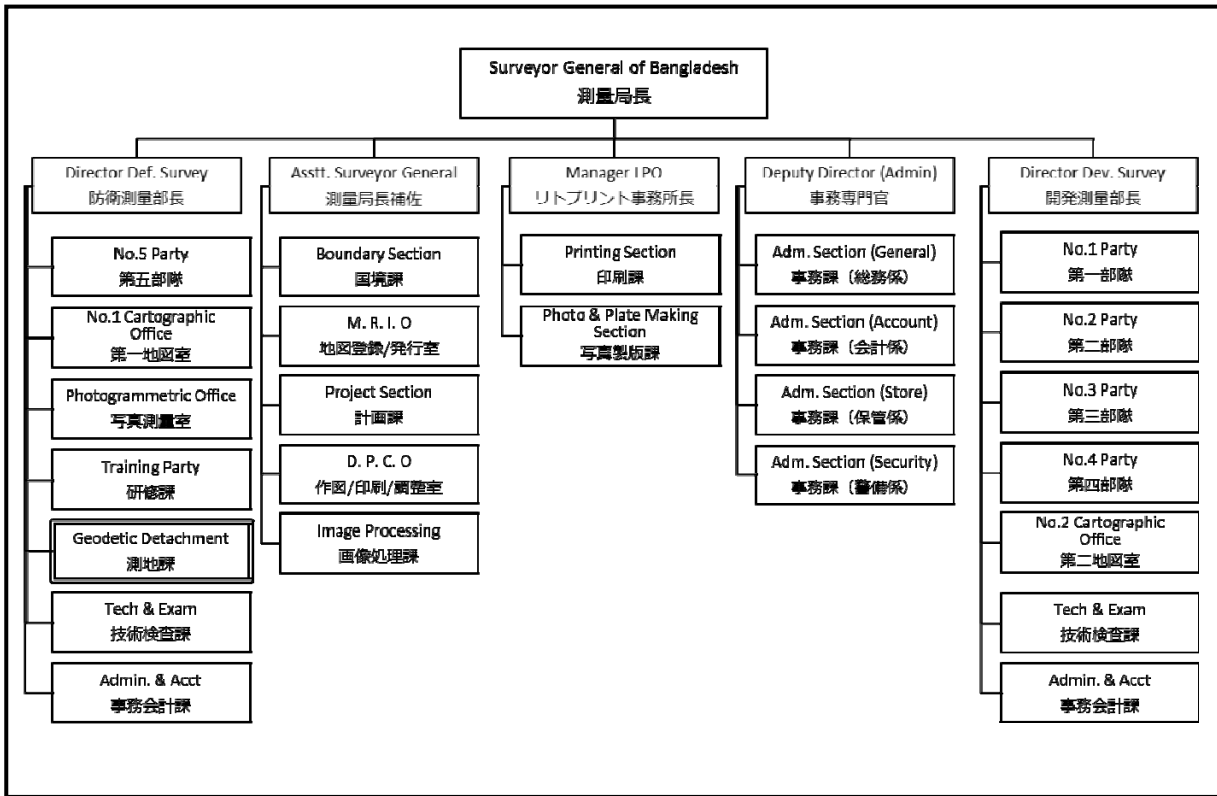 Surveyor General of Bangladesh
測量局長
Director Def. Survey
防衛測量部長
No.5 Party
第五部隊
No.1 Cartographic
Office
第一地図室
Photogrammetric Office
写真測量室
Training Party
研修課
Geodetic Detachment
測地課
Tech & Exam
技術検査課
Admin. & Acct
事務会計課
Asstt. Surveyor General
測量局長補佐
Boundary Section
国境課
M. R. I. O
地図登録/発行室
Project Section
計画課
D. P. C. O
作図/印刷/調整室
Image Processing
画像処理課
Manager LPO
リトプリント事務所長
Printing Section
印刷課
Photo & Plate Making
Section
写真製版課
Deputy Director (Admin)
事務専門官
Adm. Section (General)
事務課（総務係）
Adm. Section (Account)
事務課（会計係）
Adm. Section (Store)
事務課（保管係）
Adm. Section (Security)
事務課（警備係）
Director Dev. Survey
開発測量部長
No.1 Party
第一部隊
No.2 Party
第二部隊
No.3 Party
第三部隊
No.4 Party
第四部隊
No.2 Cartographic
Office
第二地図室
Tech & Exam
技術検査課
Admin. & Acct
事務会計課